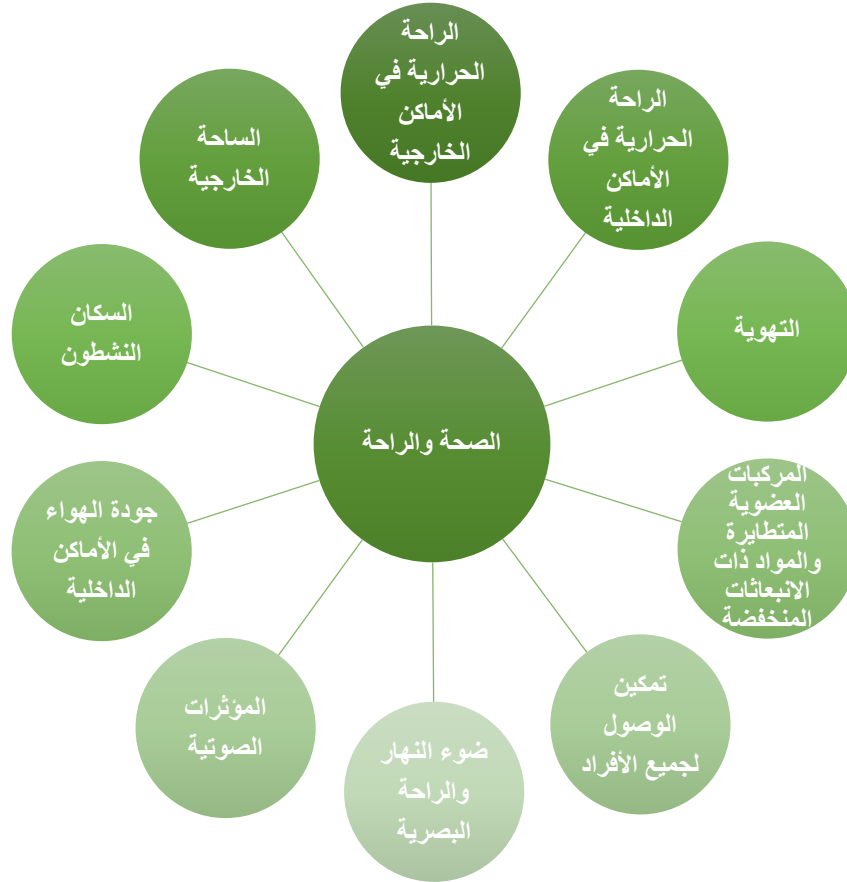 الراحة
الحرارية في
الأماكن
الخارجية
الراحة
الحرارية في
الأماكن
الداخلية
التهوية
المركبات
العضوية
المتطايرة
والمواد ذات
الانبعاثات
المنخفضة
تمكين
الوصول
لجميع الأفراد
ضوء النهار
والراحة
البصرية
المؤثرات
الصوتية
جودة الهواء
في الأماكن
الداخلية
السكان
النشطون
الساحة
الخارجية
الصحة والراحة